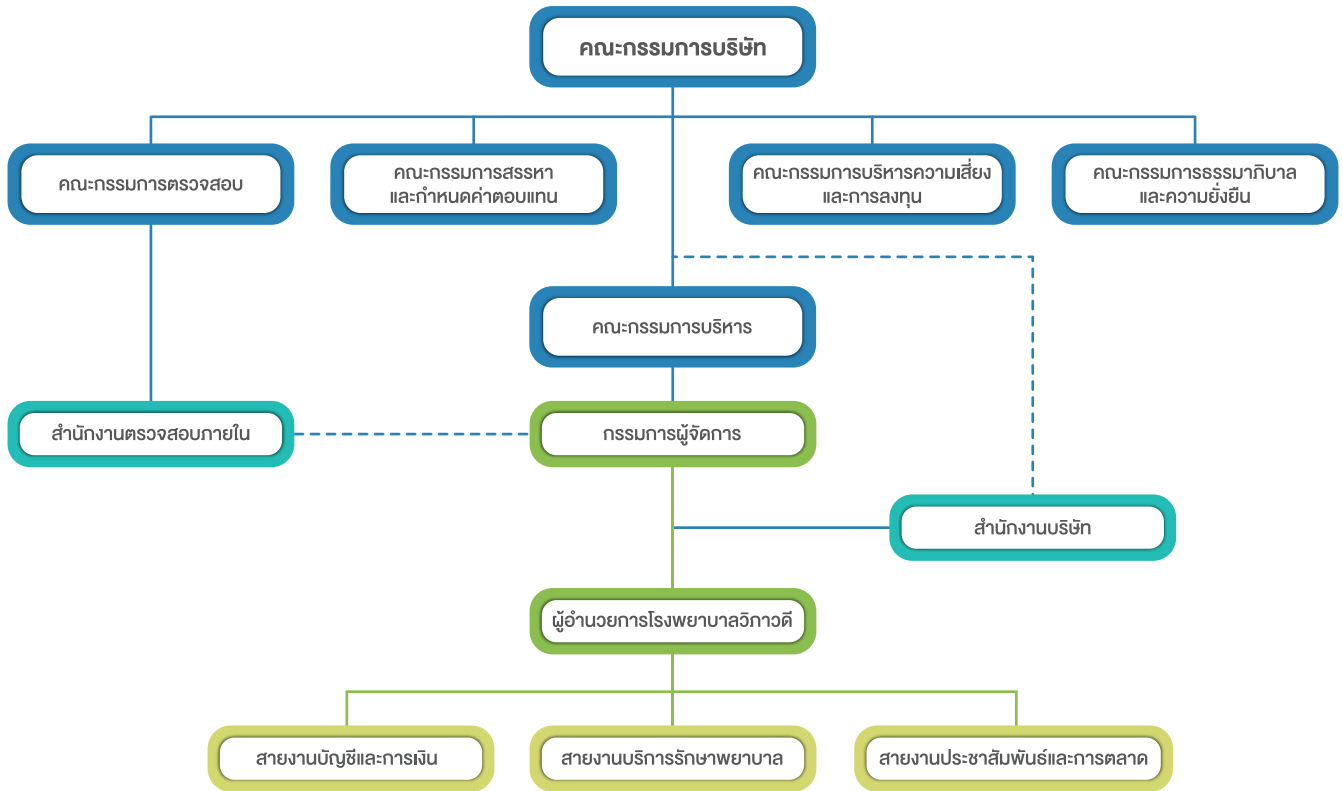 คณะกรรมการบริษัท
คณะกรรมการตรวจสอบ
คณะกรรมการสรรหา
และกำหนดค่าตอบแทน
คณะกรรมการบริหารความเสี่ยง
และการลงทุน
คณะกรรมการธรรมาภิบาล
และความยั่งยืน
คณะกรรมการบริหาร
สำนักงานตรวจสอบภายใน
กรรมการผู้จัดการ
สำนักงานบริษัท
ผู้อำนวยการโรงพยาบาลวิภาวดี
สายงานบัญชีและการเงิน
สายงานบริการรักษาพยาบาล
สายงานประชาสัมพันธ์และการตลาด